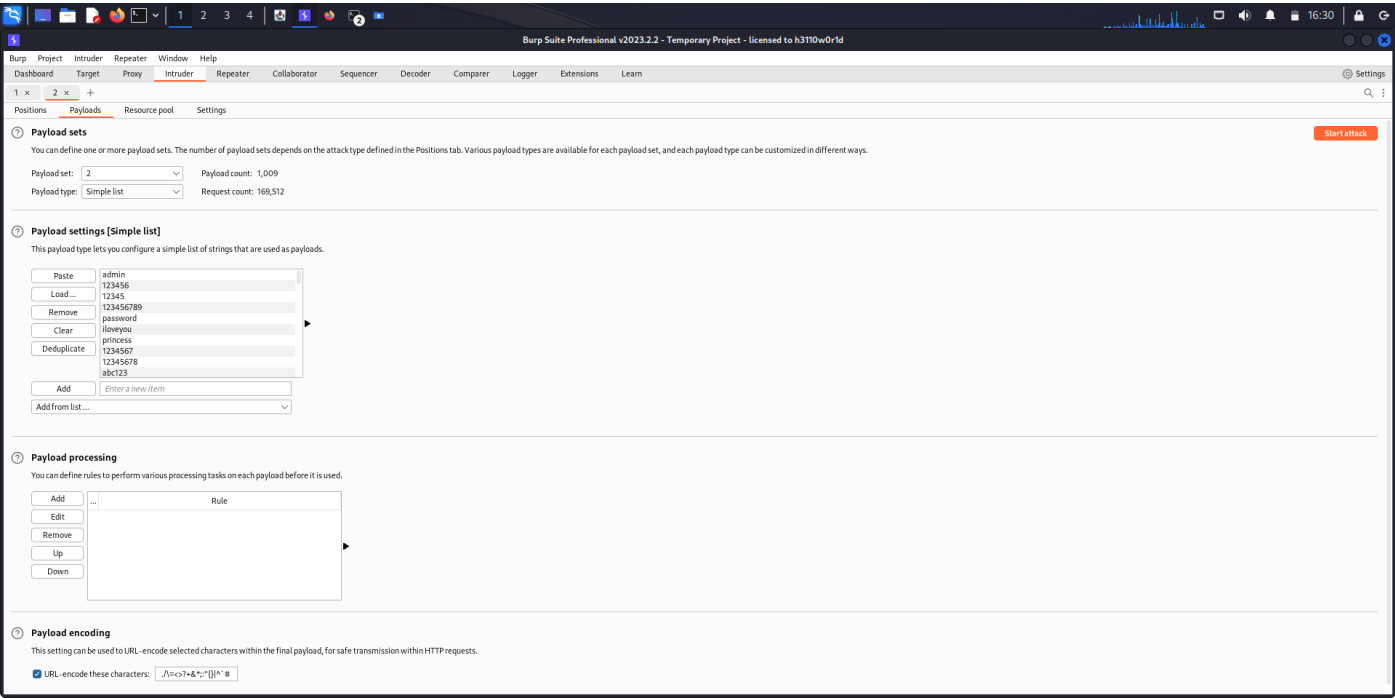 1 2 3 4 2 16:30
Burp Suite Professional v2023.2.2 - Temporary Project - licensed to h3110w0r1d
Burp Project Intruder Repeater Window Help
Dashboard Target Proxy Intruder Repeater Collaborator Sequencer Decoder Comparer Logger Extensions Learn Settings
1 × 2 × +
Positions Payloads Resource pool Settings
? Payload sets Start attack
You can define one or more payload sets. The number of payload sets depends on the attack type defined in the Positions tab. Various payload types are available for each payload set, and each payload type can be customized in different ways.
Payload set: 2 Payload count: 1,009
Payload type: Simple list Request count: 169,512
? Payload settings [Simple list]
This payload type lets you configure a simple list of strings that are used as payloads.
Paste
Load ...
Remove
Clear
Deduplicate
admin
123456
12345
123456789
password
iloveyou
princess
1234567
12345678
abc123
Add Enter a new item
Add from list ...
? Payload processing
You can define rules to perform various processing tasks on each payload before it is used.
Add
Edit
Remove
Up
Down
... Rule
? Payload encoding
This setting can be used to URL-encode selected characters within the final payload, for safe transmission within HTTP requests.
URL-encode these characters: ./\=<>?+&*;:"{}|^`#